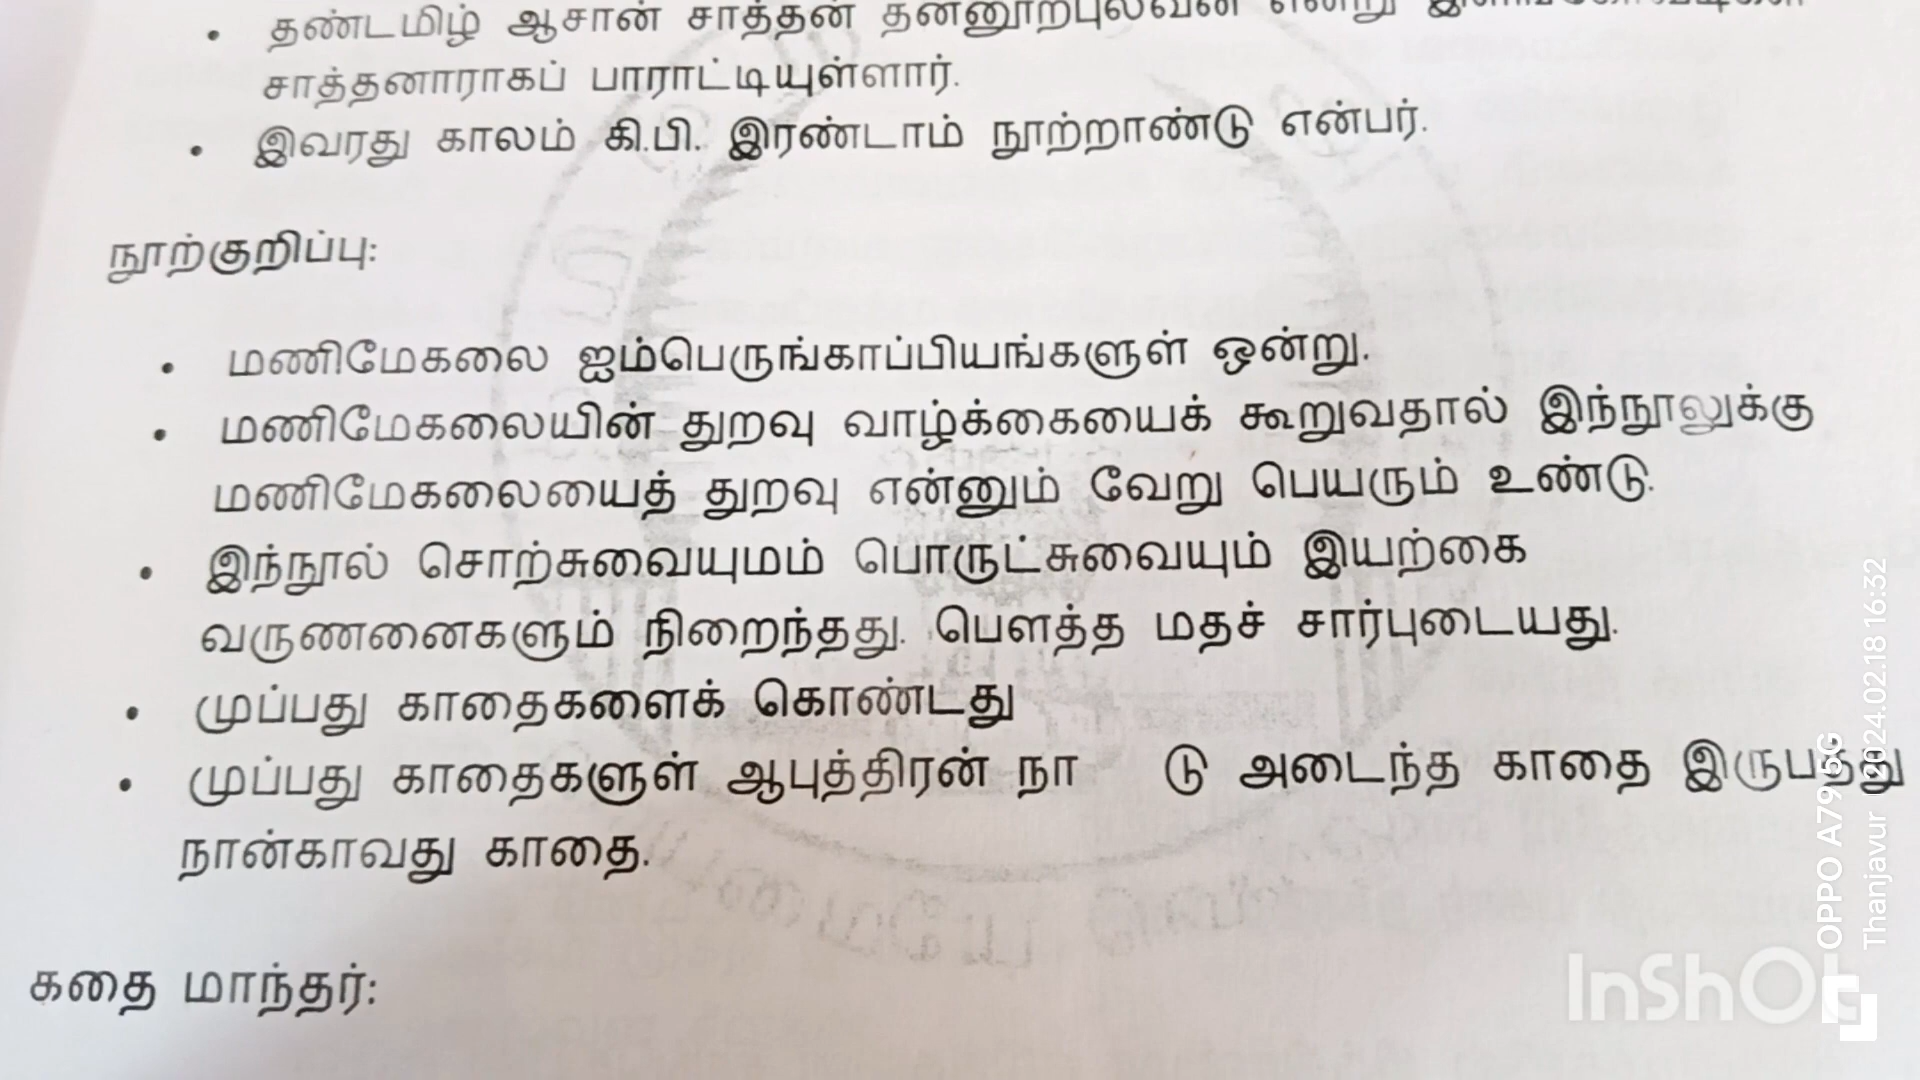 தண்டமிழ் ஆசான் சாத்தன் தன்னூற்புலவன் என்று
சாத்தனாராகப் பாராட்டியுள்ளார்.
இவரது காலம் கி.பி. இரண்டாம் நூற்றாண்டு என்பர்.
நூற்குறிப்பு:
மணிமேகலை ஐம்பெருங்காப்பியங்களுள் ஒன்று.
மணிமேகலையின் துறவு வாழ்க்கையைக் கூறுவதால் இந்நூலுக்கு
மணிமேகலையைத் துறவு என்னும் வேறு பெயரும் உண்டு.
இந்நூல் சொற்சுவையுமம் பொருட்சுவையும் இயற்கை
வருணனைகளும் நிறைந்தது. பௌத்த மதச் சார்புடையது.
முப்பது காதைகளைக் கொண்டது
முப்பது காதைகளுள் ஆபுத்திரன் நா டு அடைந்த காதை இருபத்து
நான்காவது காதை.
கதை மாந்தர்:
OPPO A79 5G
Thanjavur 2024.02.18 16:32
InShOt